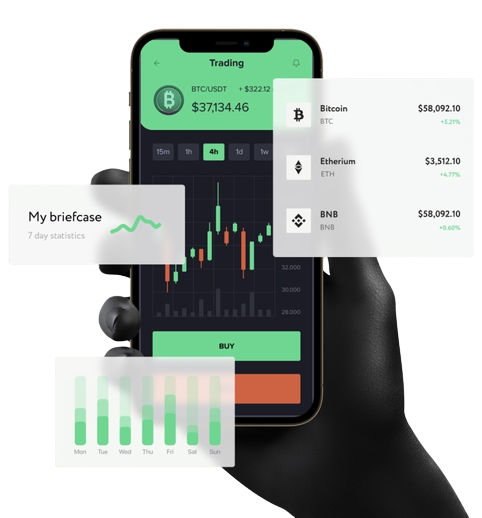 Trading
BTC/USDT + $322.12
$37,134.46
15m 1h 4h 1d 1w
Bitcoin $58,092.10
BTC +5.21%
Etherium $3,512.10
ETH +4.77%
BNB $58,092.10
BNB +0.60%
My briefcase
7 day statistics
32.000
30.000
28.000
BUY
Mon Tue Wed Thu Fri Sat Sun